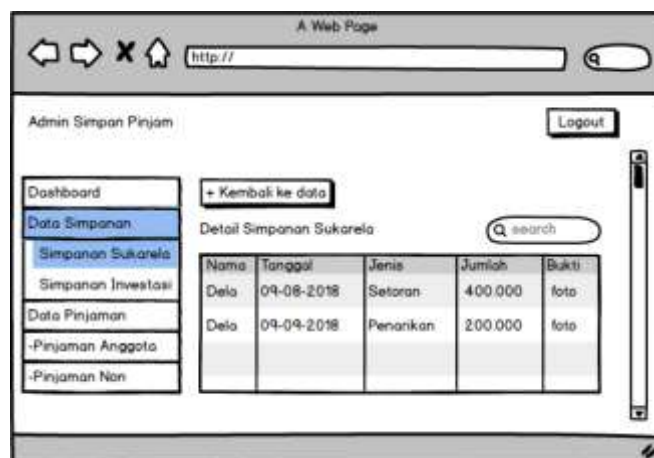 A Web Page
http://
Admin Simpan Pinjam
Logout
Dashboard
+ Kembali ke data
Data Simpanan
Detail Simpanan Sukarela
search
Simpanan Sukarela
Simpanan Investasi
Data Pinjaman
-Pinjaman Anggota
-Pinjaman Non
Nama Tanggal Jenis Jumlah Bukti
Dela 09-08-2018 Setoran 400.000 foto
Dela 09-09-2018 Penarikan 200.000 foto